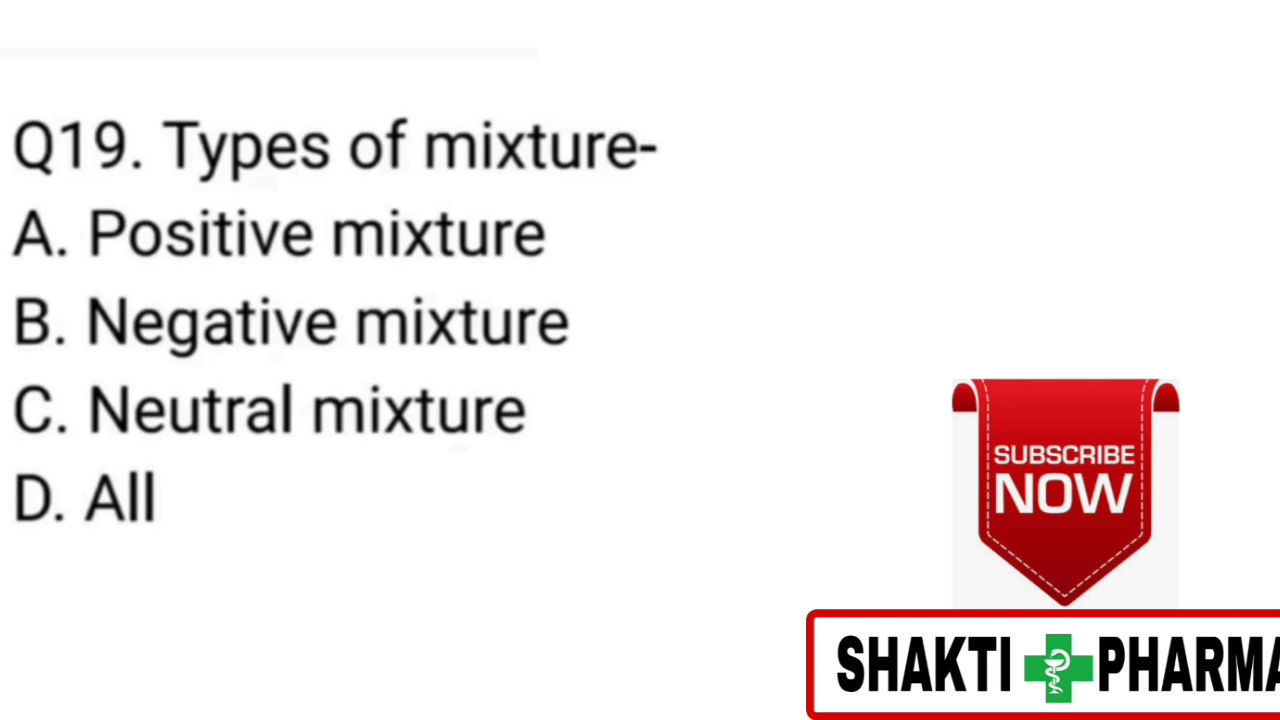 Q19. Types of mixture-
A. Positive mixture
B. Negative mixture
C. Neutral mixture
D. All
SUBSCRIBE
NOW
SHAKTI PHARMA